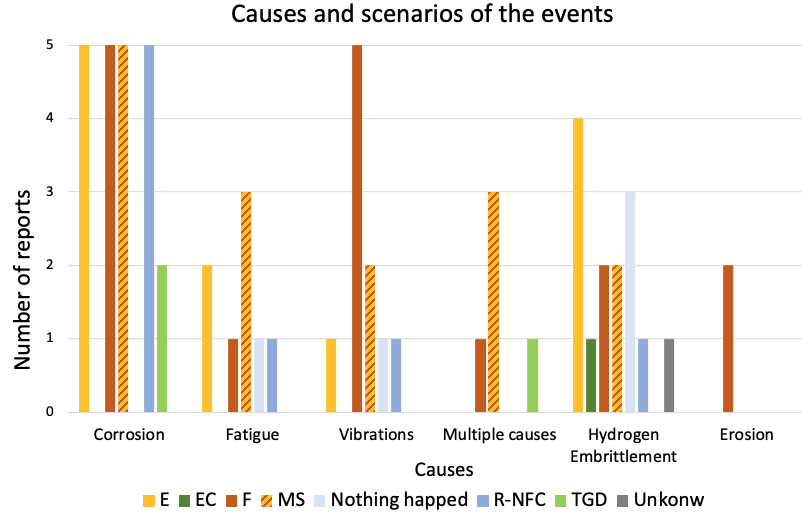 Causes and scenarios of the events
Number of reports
5
4
3
2
1
0
Corrosion
Fatigue
Vibrations
Multiple causes
Hydrogen
Embrittlement
Erosion
Causes
E EC F MS Nothing happed R-NFC TGD Unkonw